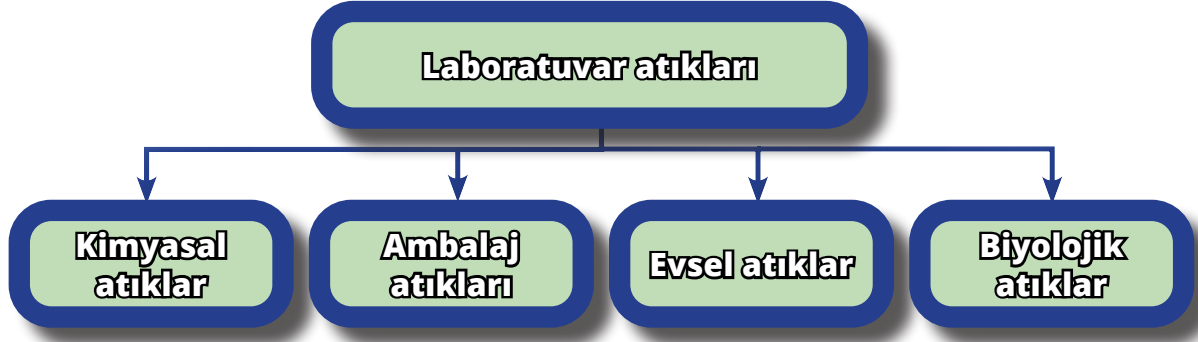 Laboratuvar atıkları
Kimyasal
atıklar
Ambalaj
atıkları
Evsel atıklar
Biyolojik
atıklar